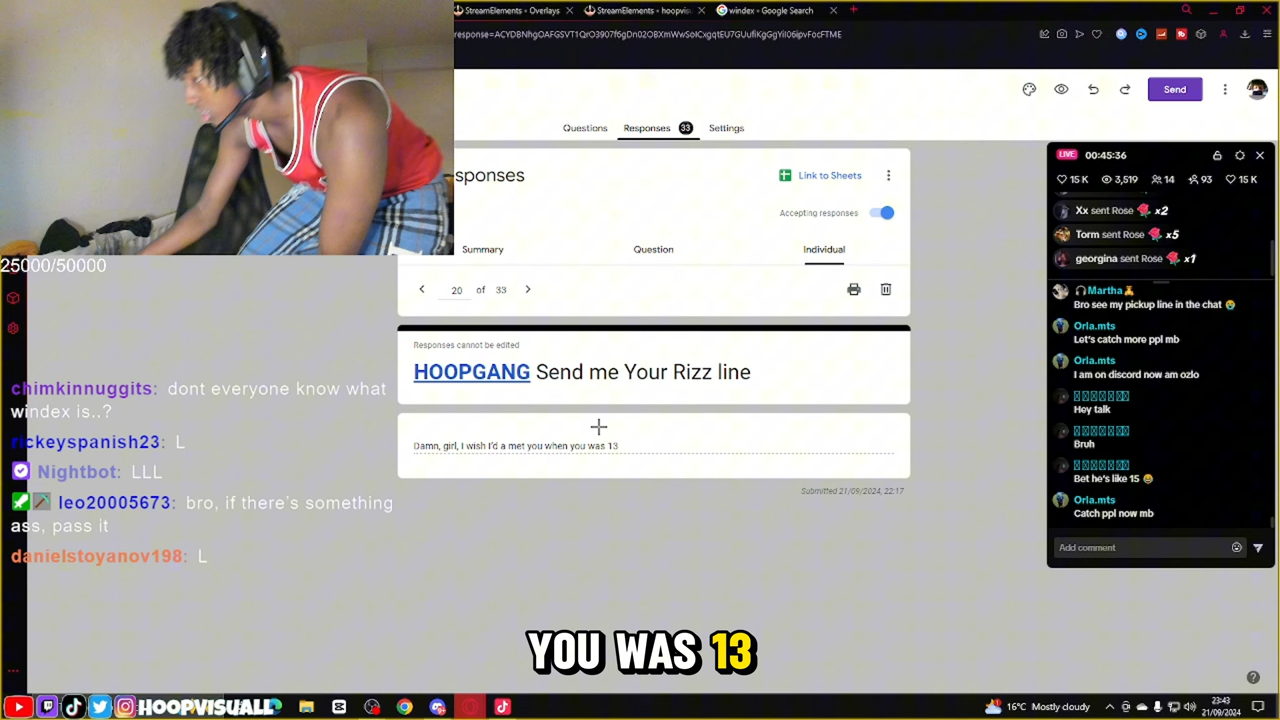 StreamElements • Overlays
StreamElements • hoopvis
windex - Google Search
Send
Questions
Responses
33
Settings
sponses
Link to Sheets
Accepting responses
Summary
Question
Individual
20 of 33
Responses cannot be edited
HOOPGANG Send me Your Rizz line
Damn, girl, I wish I'd a met you when you was 13
Submitted 21/09/2024, 22:17
25000/50000
chimkinnuggits: dont everyone know what
windex is..?
rickeyspanish23: L
Nightbot: LLL
leo20005673: bro, if there's something
ass, pass it
danielstoyanov198: L
LIVE 00:45:36
15 K 3,519 14 93 15 K
Xx sent Rose x2
Torm sent Rose x5
georgina sent Rose x1
Martha
Bro see my pickup line in the chat
Orla.mts
Let's catch more ppl mb
Orla.mts
I am on discord now am ozlo
Hey talk
Bruh
Bet he's like 15
Orla.mts
Catch ppl now mb
Add comment
YOU WAS 13
HOOPVISUALL
16°C Mostly cloudy
23:43
21/09/2024